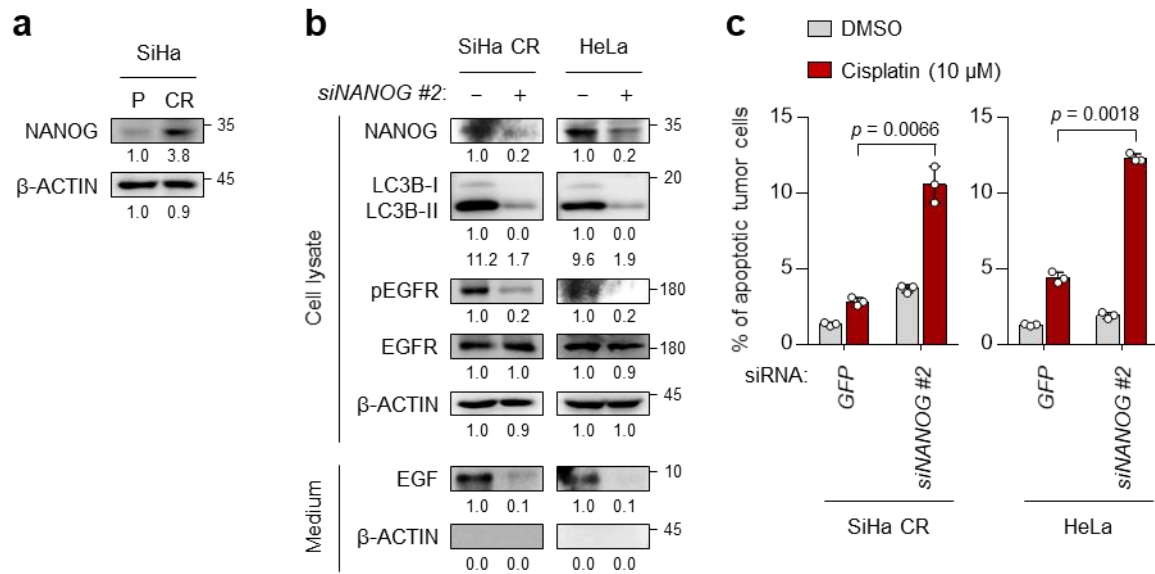 a
SiHa
P CR
NANOG 35
1.0 3.8
β-ACTIN 45
1.0 0.9
b
SiHa CR HeLa
siNANOG #2: – + – +
Cell lysate
NANOG 35
1.0 0.2 1.0 0.2
LC3B-I 20
LC3B-II
1.0 0.0 1.0 0.0
11.2 1.7 9.6 1.9
pEGFR 180
1.0 0.2 1.0 0.2
EGFR 180
1.0 1.0 1.0 0.9
β-ACTIN 45
1.0 0.9 1.0 1.0
Medium
EGF 10
1.0 0.1 1.0 0.1
β-ACTIN 45
0.0 0.0 0.0 0.0
c
DMSO
Cisplatin (10 μM)
% of apoptotic tumor cells
15 15
10 10
5 5
0 0
p = 0.0066 p = 0.0018
siRNA: GFP siNANOG #2 GFP siNANOG #2
SiHa CR HeLa